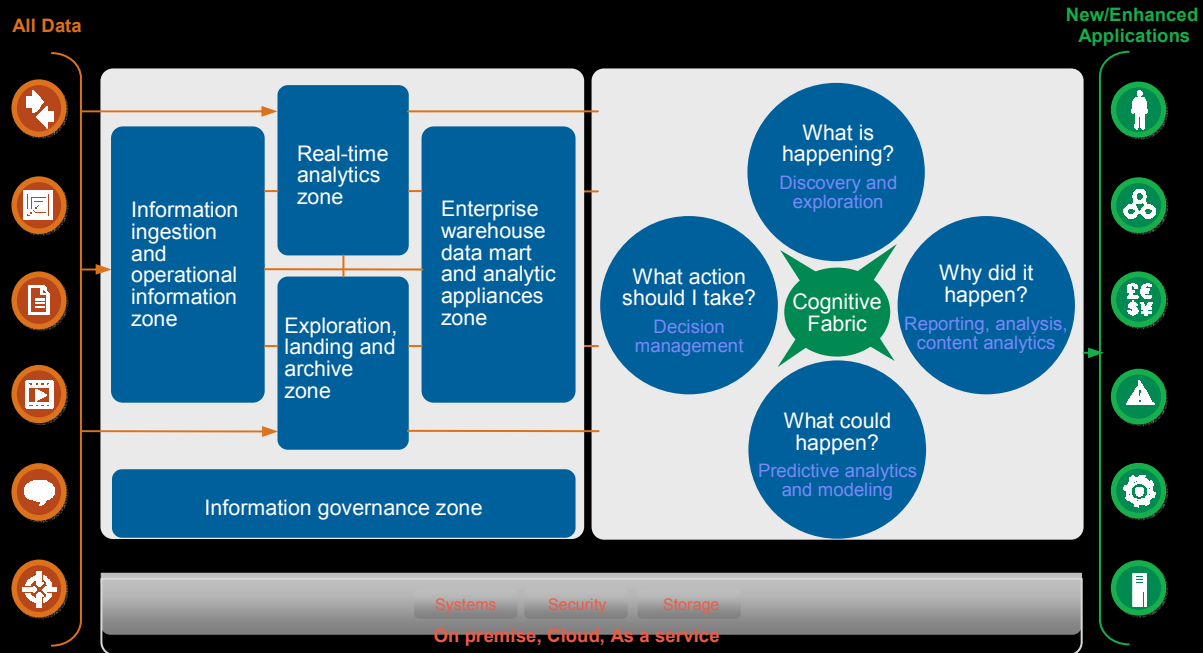 All Data
New/Enhanced
Applications
Information
ingestion
and
operational
information
zone
Real-time
analytics
zone
Exploration,
landing and
archive
zone
Enterprise
warehouse
data mart
and analytic
appliances
zone
Information governance zone
What is
happening?
Discovery and
exploration
What action
should I take?
Decision
management
Cognitive
Fabric
Why did it
happen?
Reporting, analysis,
content analytics
What could
happen?
Predictive analytics
and modeling
£€
$¥
Systems
Security
Storage
On premise, Cloud, As a service